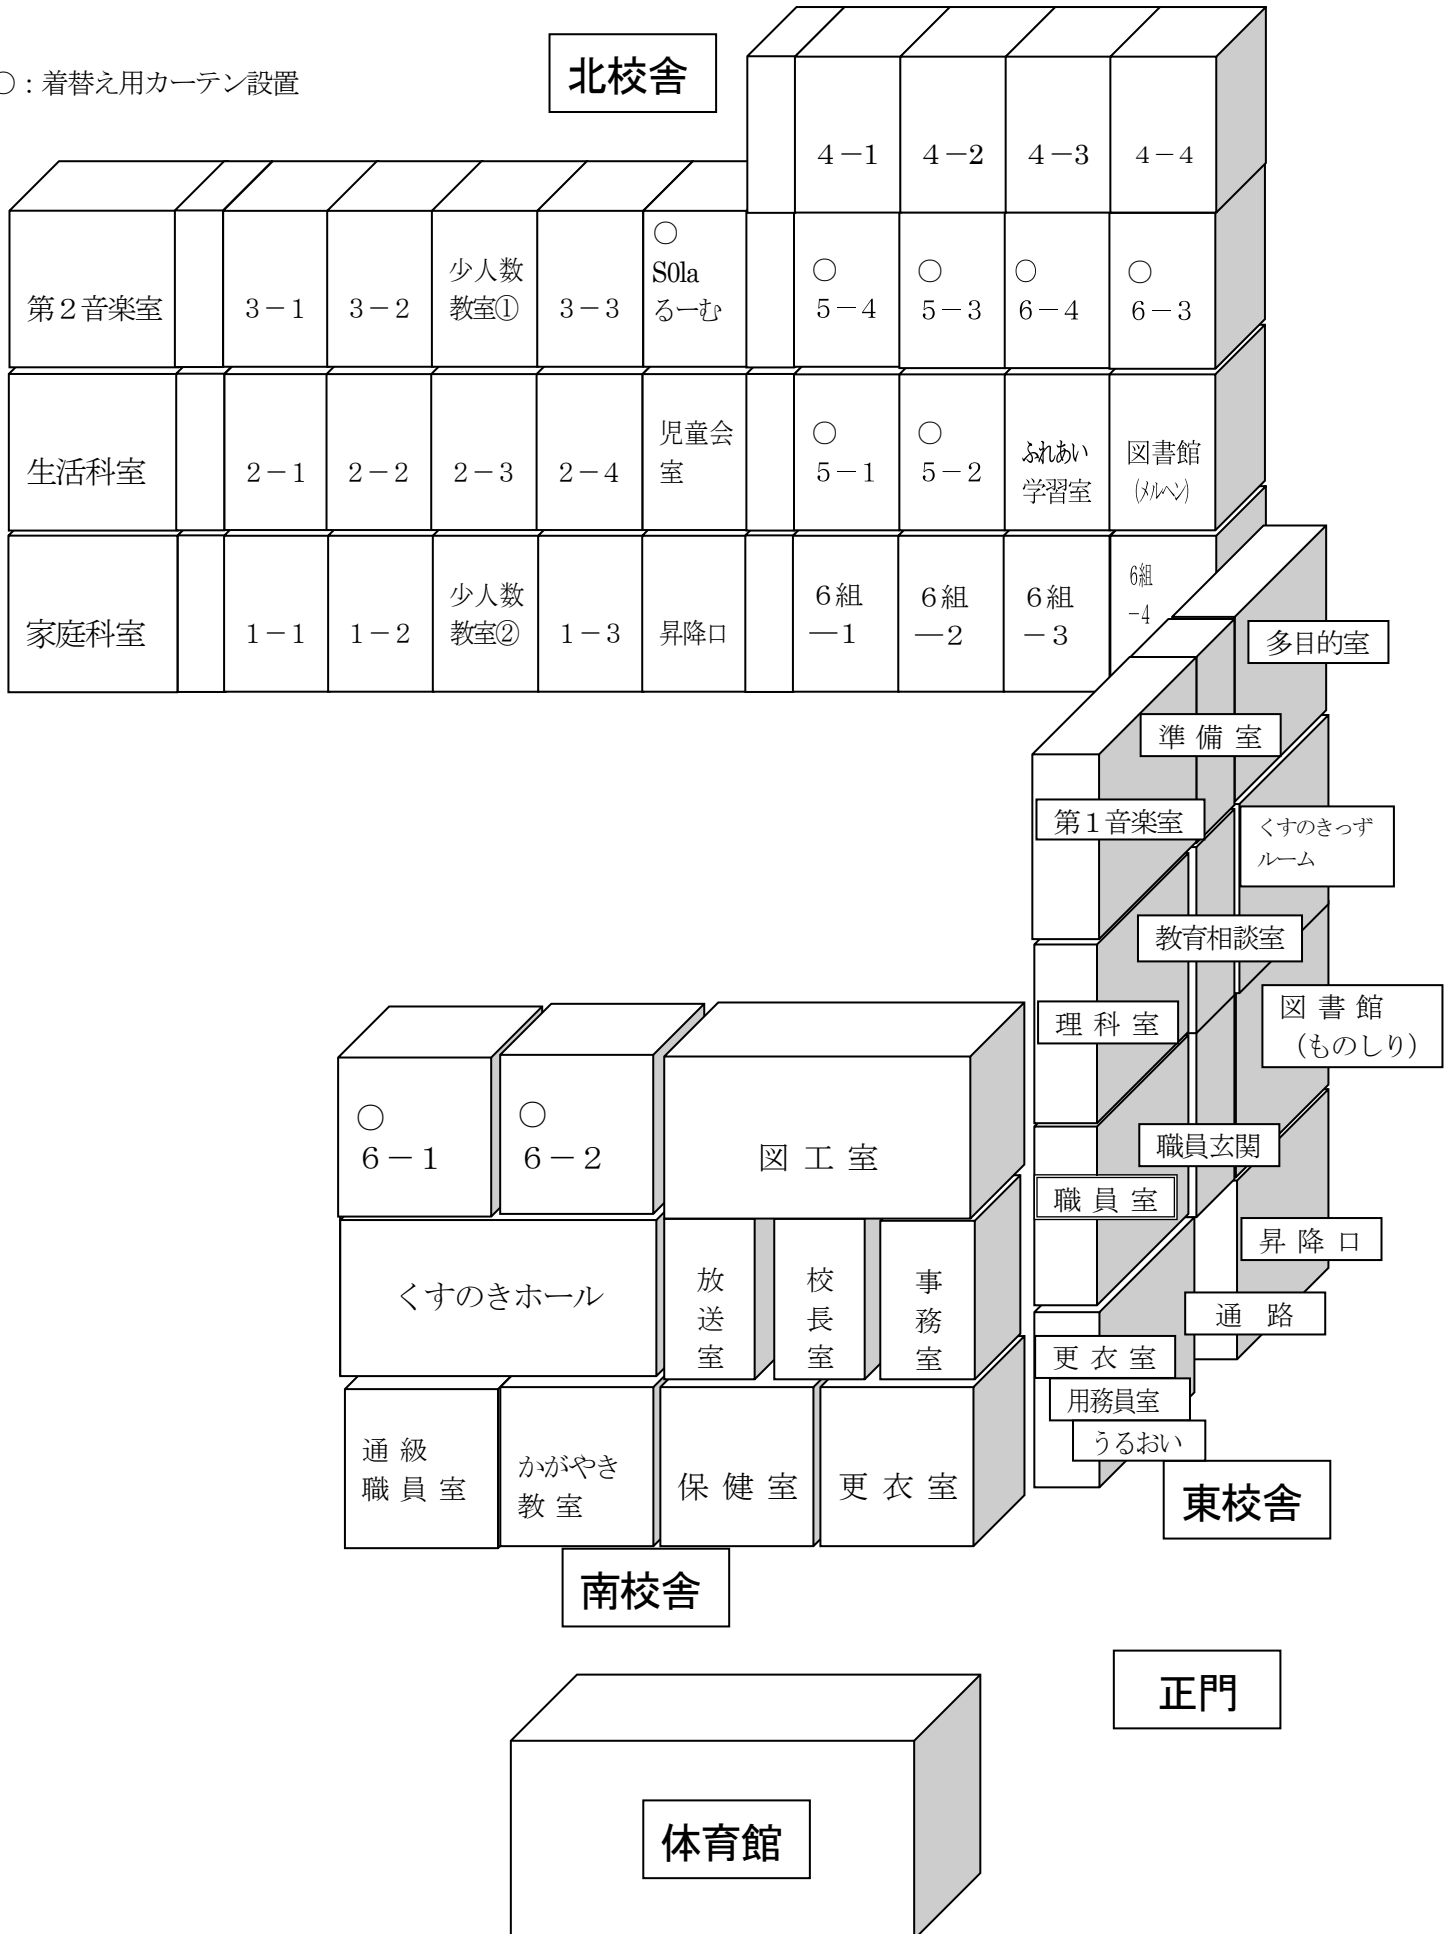 ○：着替え用カーテン設置
北校舎
4－1 4－2 4－3 4－4
第２音楽室 3－1 3－2 少人数教室① 3－3 ○ S0la るーむ ○ 5－4 ○ 5－3 ○ 6－4 ○ 6－3
生活科室 2－1 2－2 2－3 2－4 児童会室 ○ 5－1 ○ 5－2 ふれあい学習室 図書館(メルヘン)
家庭科室 1－1 1－2 少人数教室② 1－3 昇降口 6組―1 6組―2 6組－3 6組-4
多目的室
準備室
第１音楽室
くすのきっず
ルーム
教育相談室
図書館
（ものしり）
理科室
職員玄関
職員室
昇降口
通路
更衣室
用務員室
うるおい
東校舎
○ 6－1 ○ 6－2 図工室
くすのきホール 放送室 校長室 事務室
通級職員室 かがやき教室 保健室 更衣室
南校舎
正門
体育館